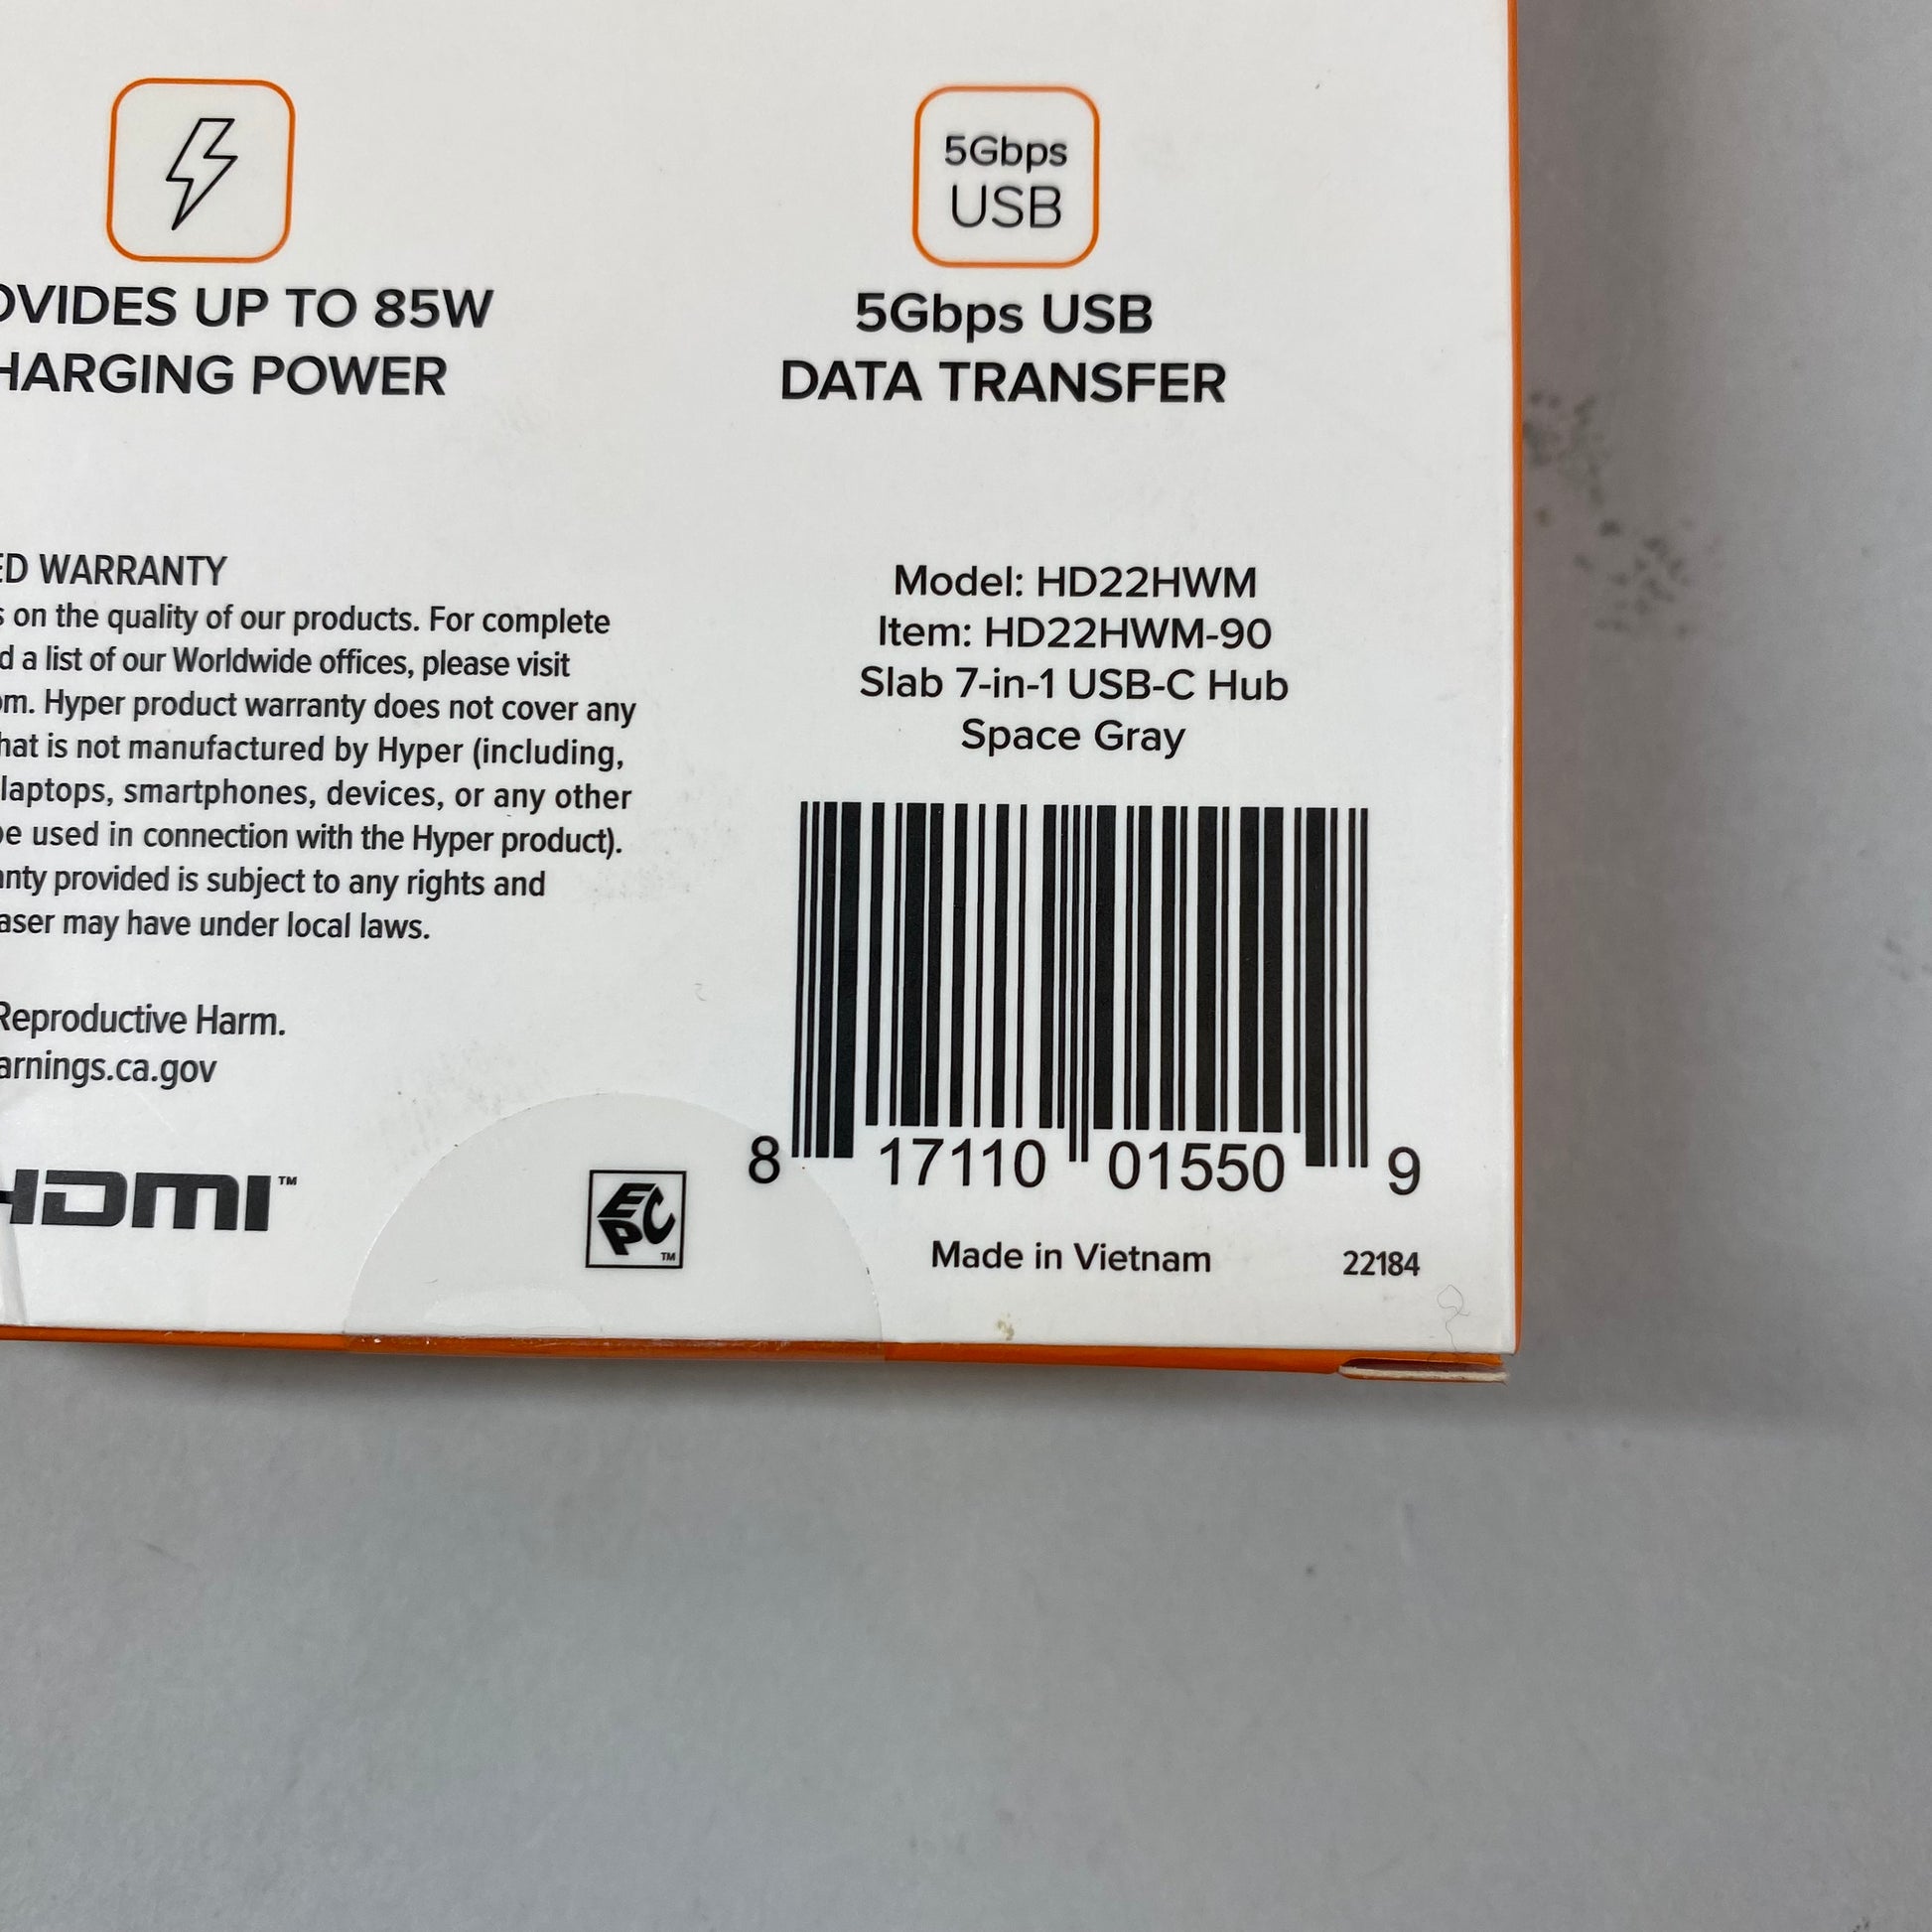 5Gbps
USB
OVIDES UP TO 85W
HARGING POWER
5Gbps USB
DATA TRANSFER
ED WARRANTY
s on the quality of our products. For complete
d a list of our Worldwide offices, please visit
om. Hyper product warranty does not cover any
hat is not manufactured by Hyper (including,
laptops, smartphones, devices, or any other
be used in connection with the Hyper product).
anty provided is subject to any rights and
aser may have under local laws.
Reproductive Harm.
arnings.ca.gov
HDMI™
EPC™
Model: HD22HWM
Item: HD22HWM-90
Slab 7-in-1 USB-C Hub
Space Gray
8 17110 01550 9
Made in Vietnam 22184